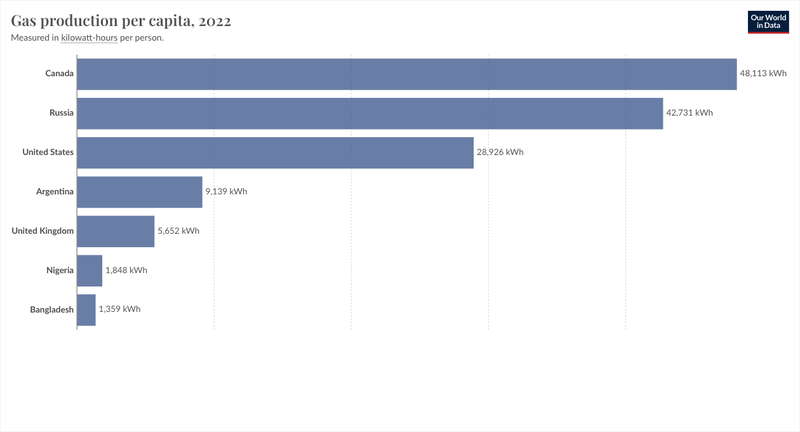 Gas production per capita, 2022
Our World
in Data
Measured in kilowatt-hours per person.
Canada 48,113 kWh
Russia 42,731 kWh
United States 28,926 kWh
Argentina 9,139 kWh
United Kingdom 5,652 kWh
Nigeria 1,848 kWh
Bangladesh 1,359 kWh